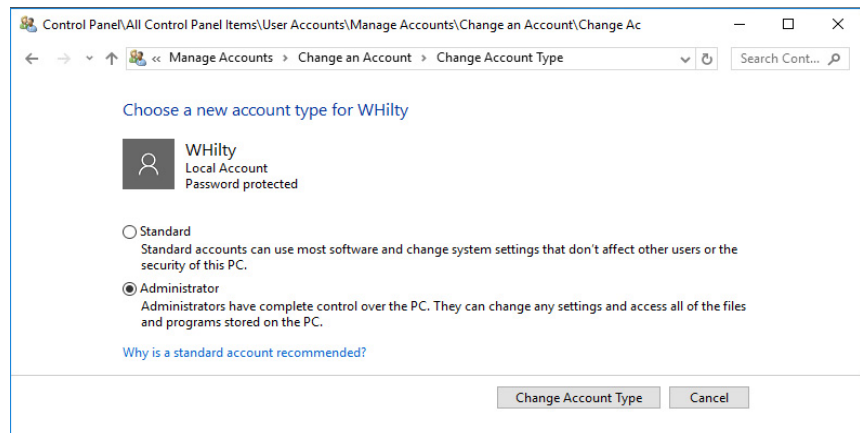 Control Panel\All Control Panel Items\User Accounts\Manage Accounts\Change an Account\Change Ac
« Manage Accounts > Change an Account > Change Account Type
Search Cont...
Choose a new account type for WHilty
WHilty
Local Account
Password protected
Standard
Standard accounts can use most software and change system settings that don't affect other users or the
security of this PC.
Administrator
Administrators have complete control over the PC. They can change any settings and access all of the files
and programs stored on the PC.
Why is a standard account recommended?
Change Account Type
Cancel